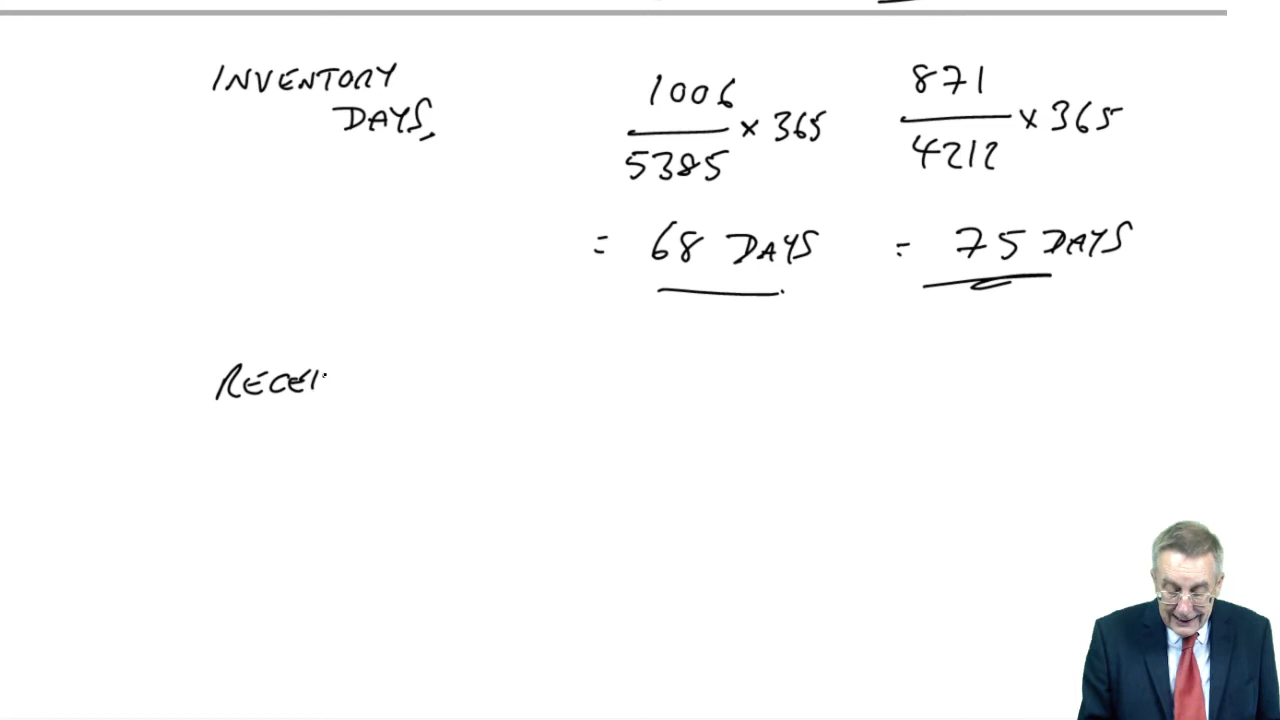 INVENTORY
DAYS,
1006
5385
× 365
871
4212
× 365
= 68 DAYS
= 75 DAYS
RECEI